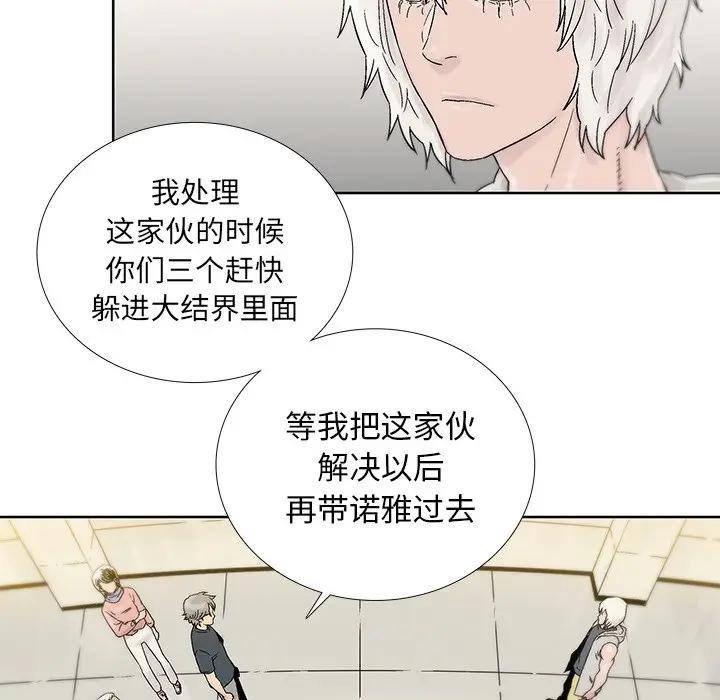 我处理
这家伙的时候
你们三个赶快
躲进大结界里面
等我把这家伙
解决以后
再带诺雅过去